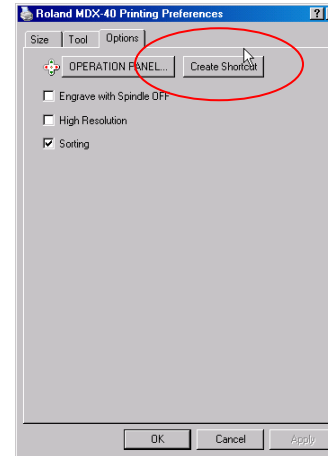 Roland MDX-40 Printing Preferences
Size Tool Options
OPERATION PANEL... Create Shortcut
Engrave with Spindle OFF
High Resolution
Sorting
OK Cancel Apply